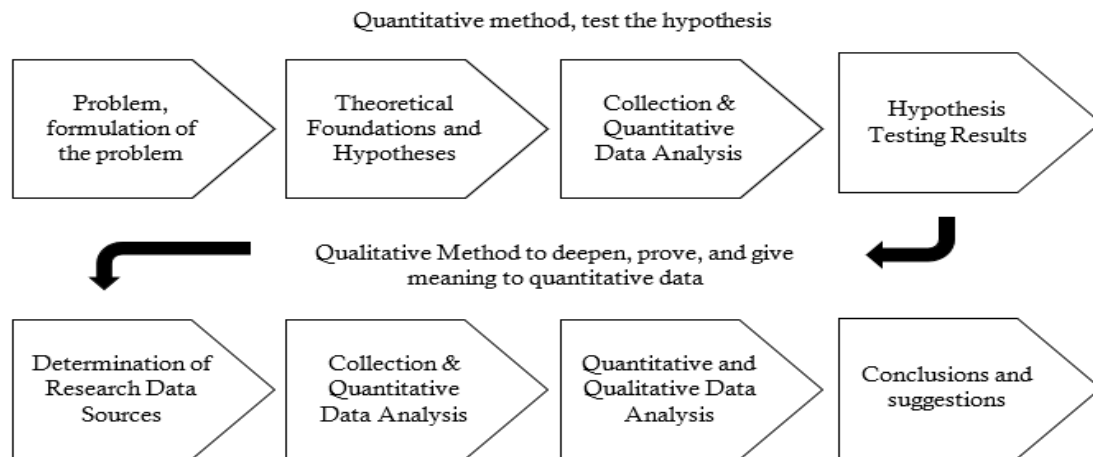 Quantitative method, test the hypothesis
Problem,
formulation of
the problem
Theoretical
Foundations and
Hypotheses
Collection &
Quantitative
Data Analysis
Hypothesis
Testing Results
Qualitative Method to deepen, prove, and give
meaning to quantitative data
Determination of
Research Data
Sources
Collection &
Quantitative
Data Analysis
Quantitative and
Qualitative Data
Analysis
Conclusions and
suggestions